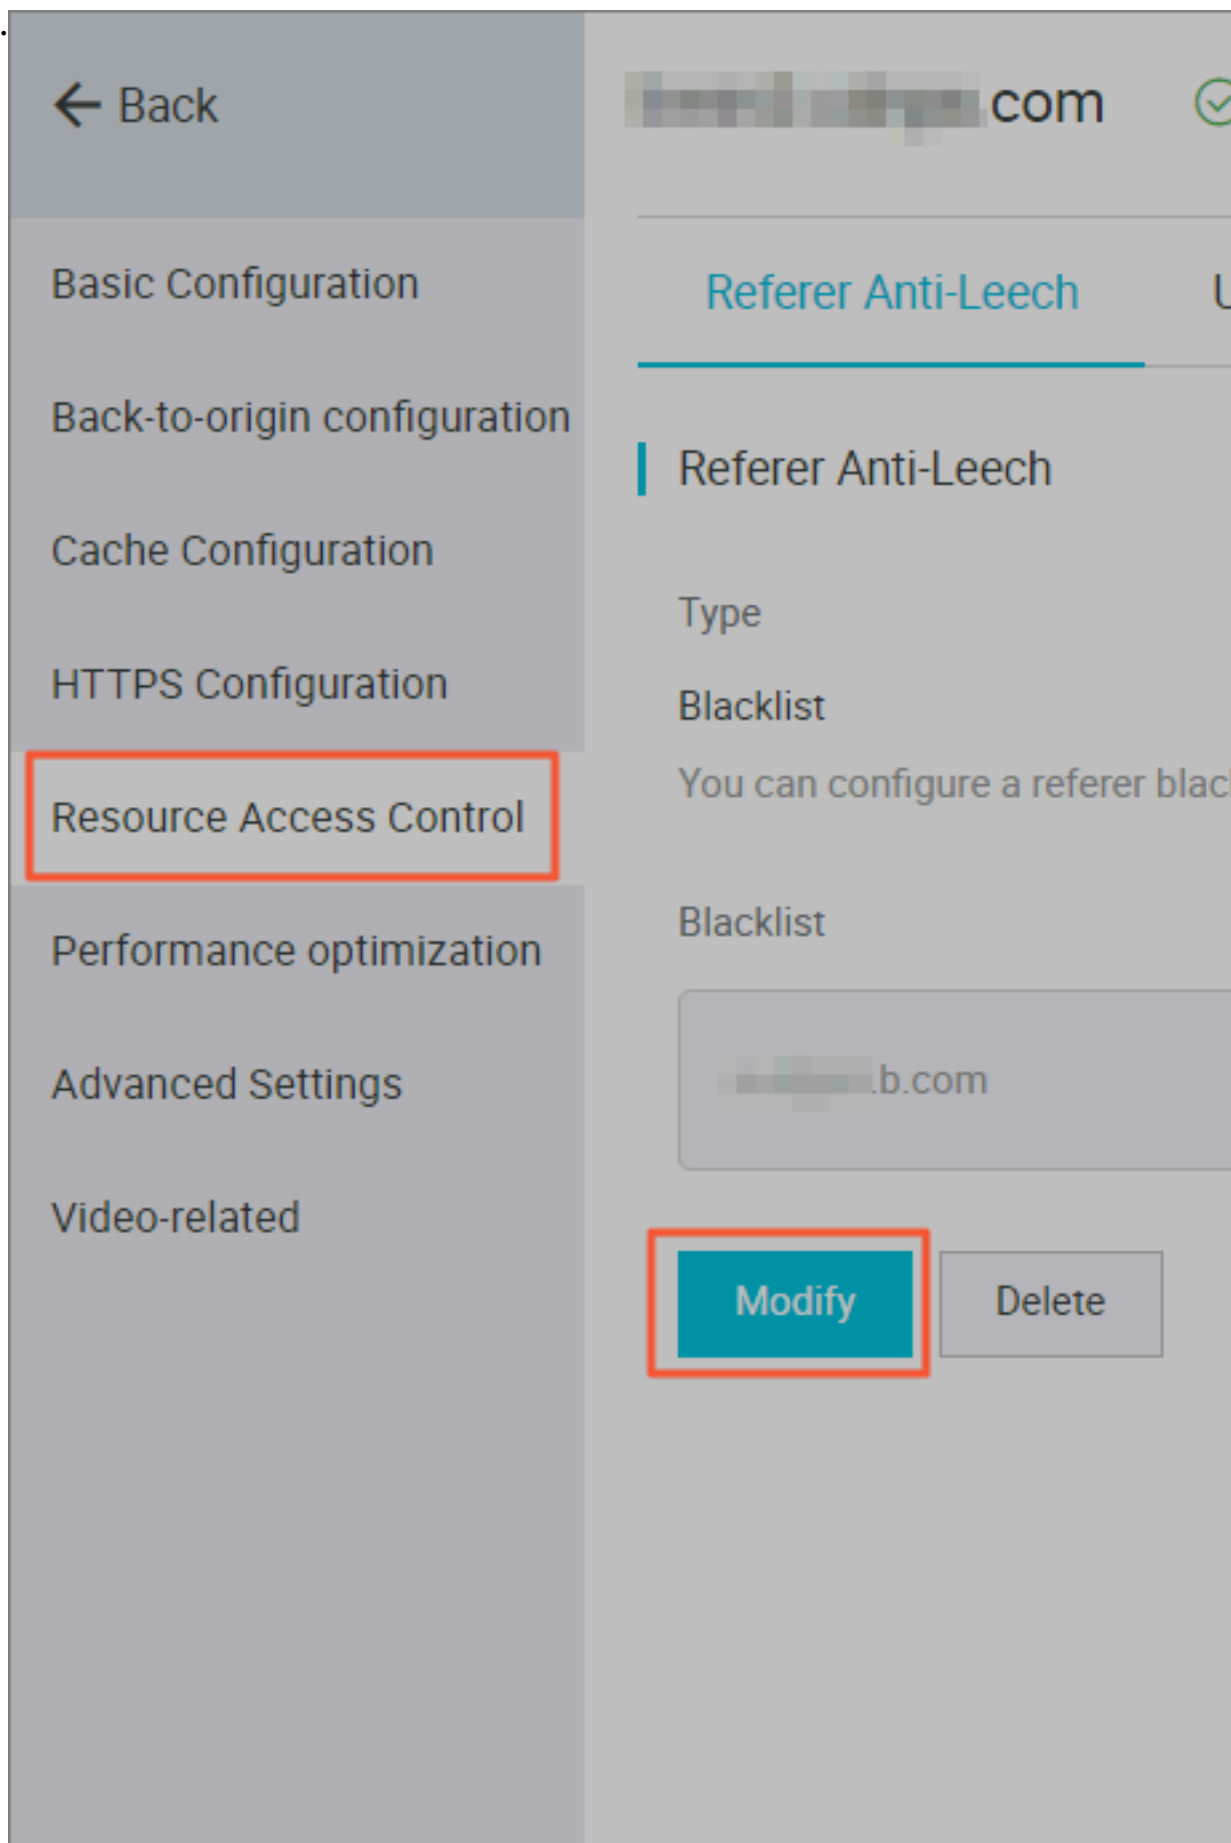 ← Back
Basic Configuration
Back-to-origin configuration
Cache Configuration
HTTPS Configuration
Resource Access Control
Performance optimization
Advanced Settings
Video-related
.com
Referer Anti-Leech
Referer Anti-Leech
Type
Blacklist
You can configure a referer
Blacklist
.b.com
Modify
Delete